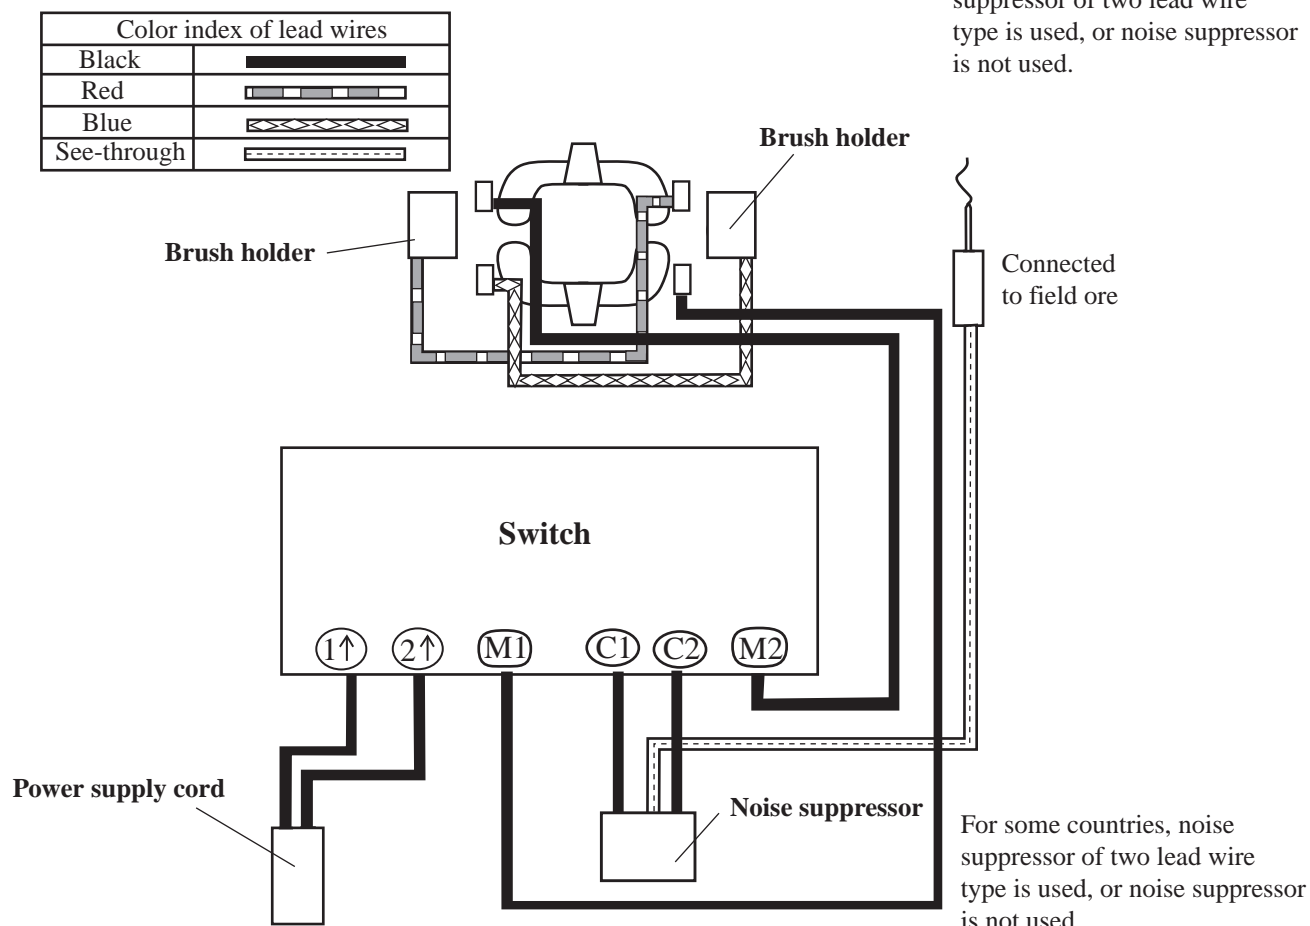 suppressor of two lead wire
type is used, or noise suppressor
is not used.
Color index of lead wires
Black
Red
Blue
See-through
Brush holder
Brush holder
Connected
to field ore
Switch
1↑ 2↑ M1 C1 C2 M2
Power supply cord
Noise suppressor
For some countries, noise
suppressor of two lead wire
type is used, or noise suppressor
is not used